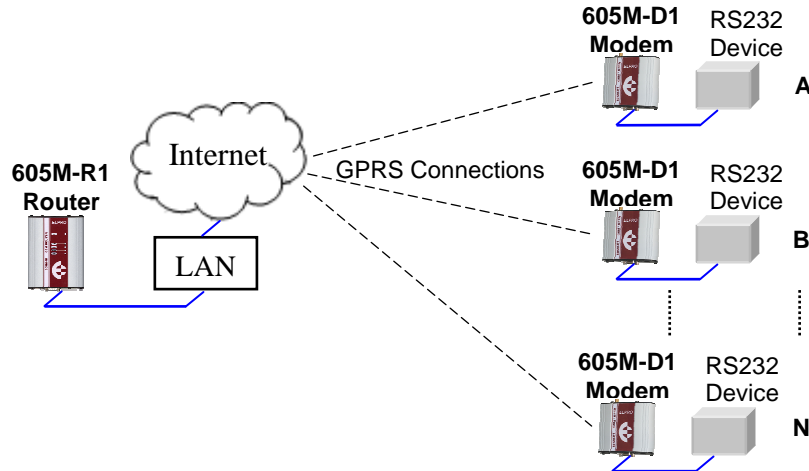 605M-D1
Modem
RS232
Device
A
Internet
GPRS Connections
605M-R1
Router
LAN
605M-D1
Modem
RS232
Device
B
605M-D1
Modem
RS232
Device
N